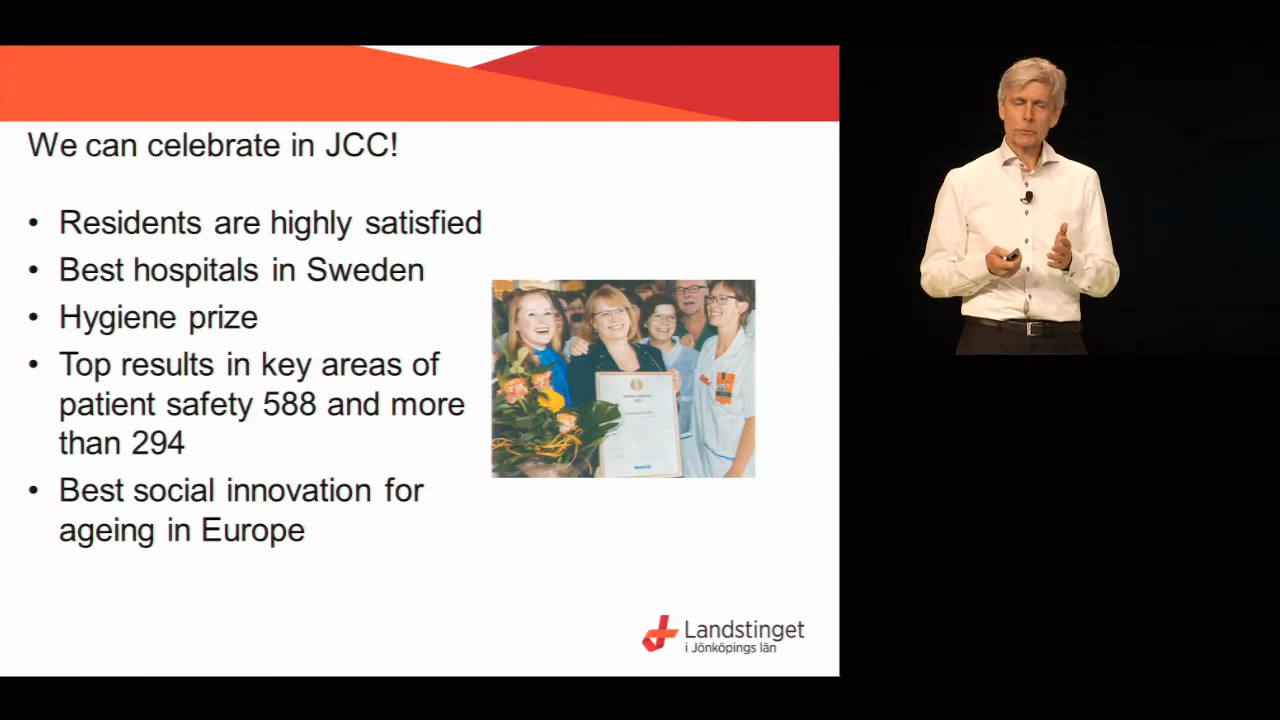 We can celebrate in JCC!
• Residents are highly satisfied
• Best hospitals in Sweden
• Hygiene prize
• Top results in key areas of
patient safety 588 and more
than 294
• Best social innovation for
ageing in Europe
Landstinget
i Jönköpings län